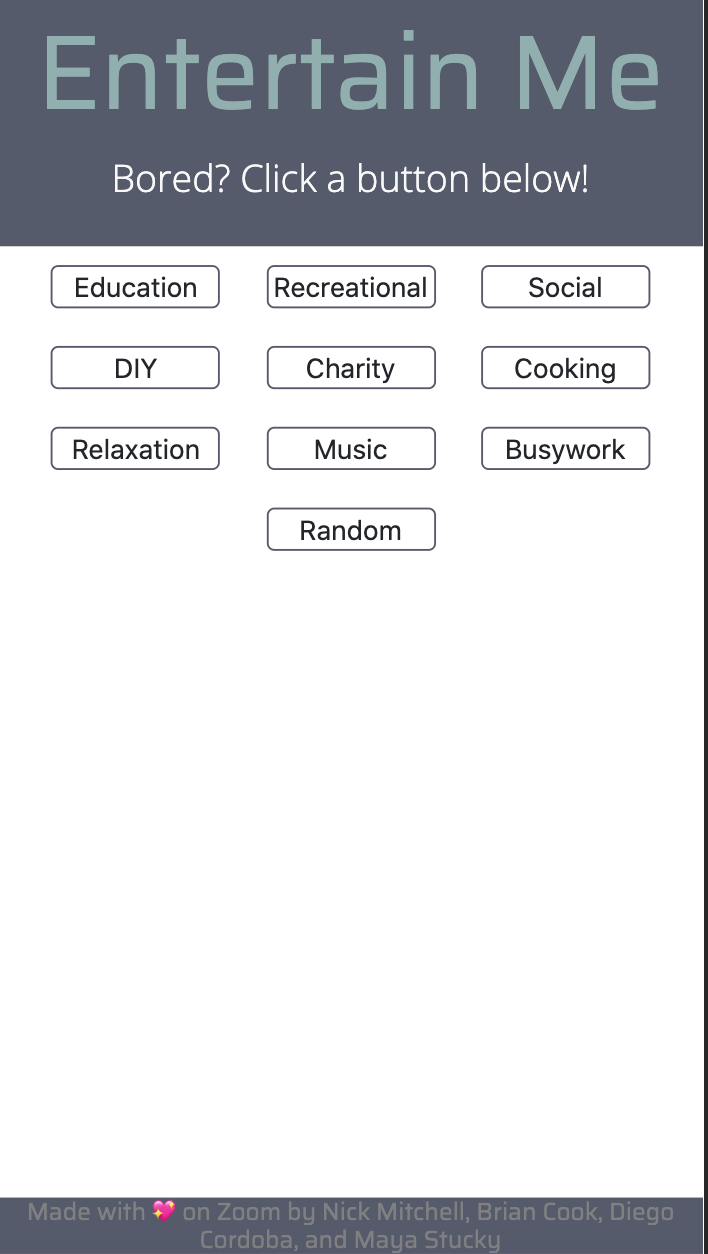 Entertain Me
Bored? Click a button below!
Education Recreational Social
DIY Charity Cooking
Relaxation Music Busywork
Random
Made with 💖 on Zoom by Nick Mitchell, Brian Cook, Diego
Cordoba, and Maya Stucky